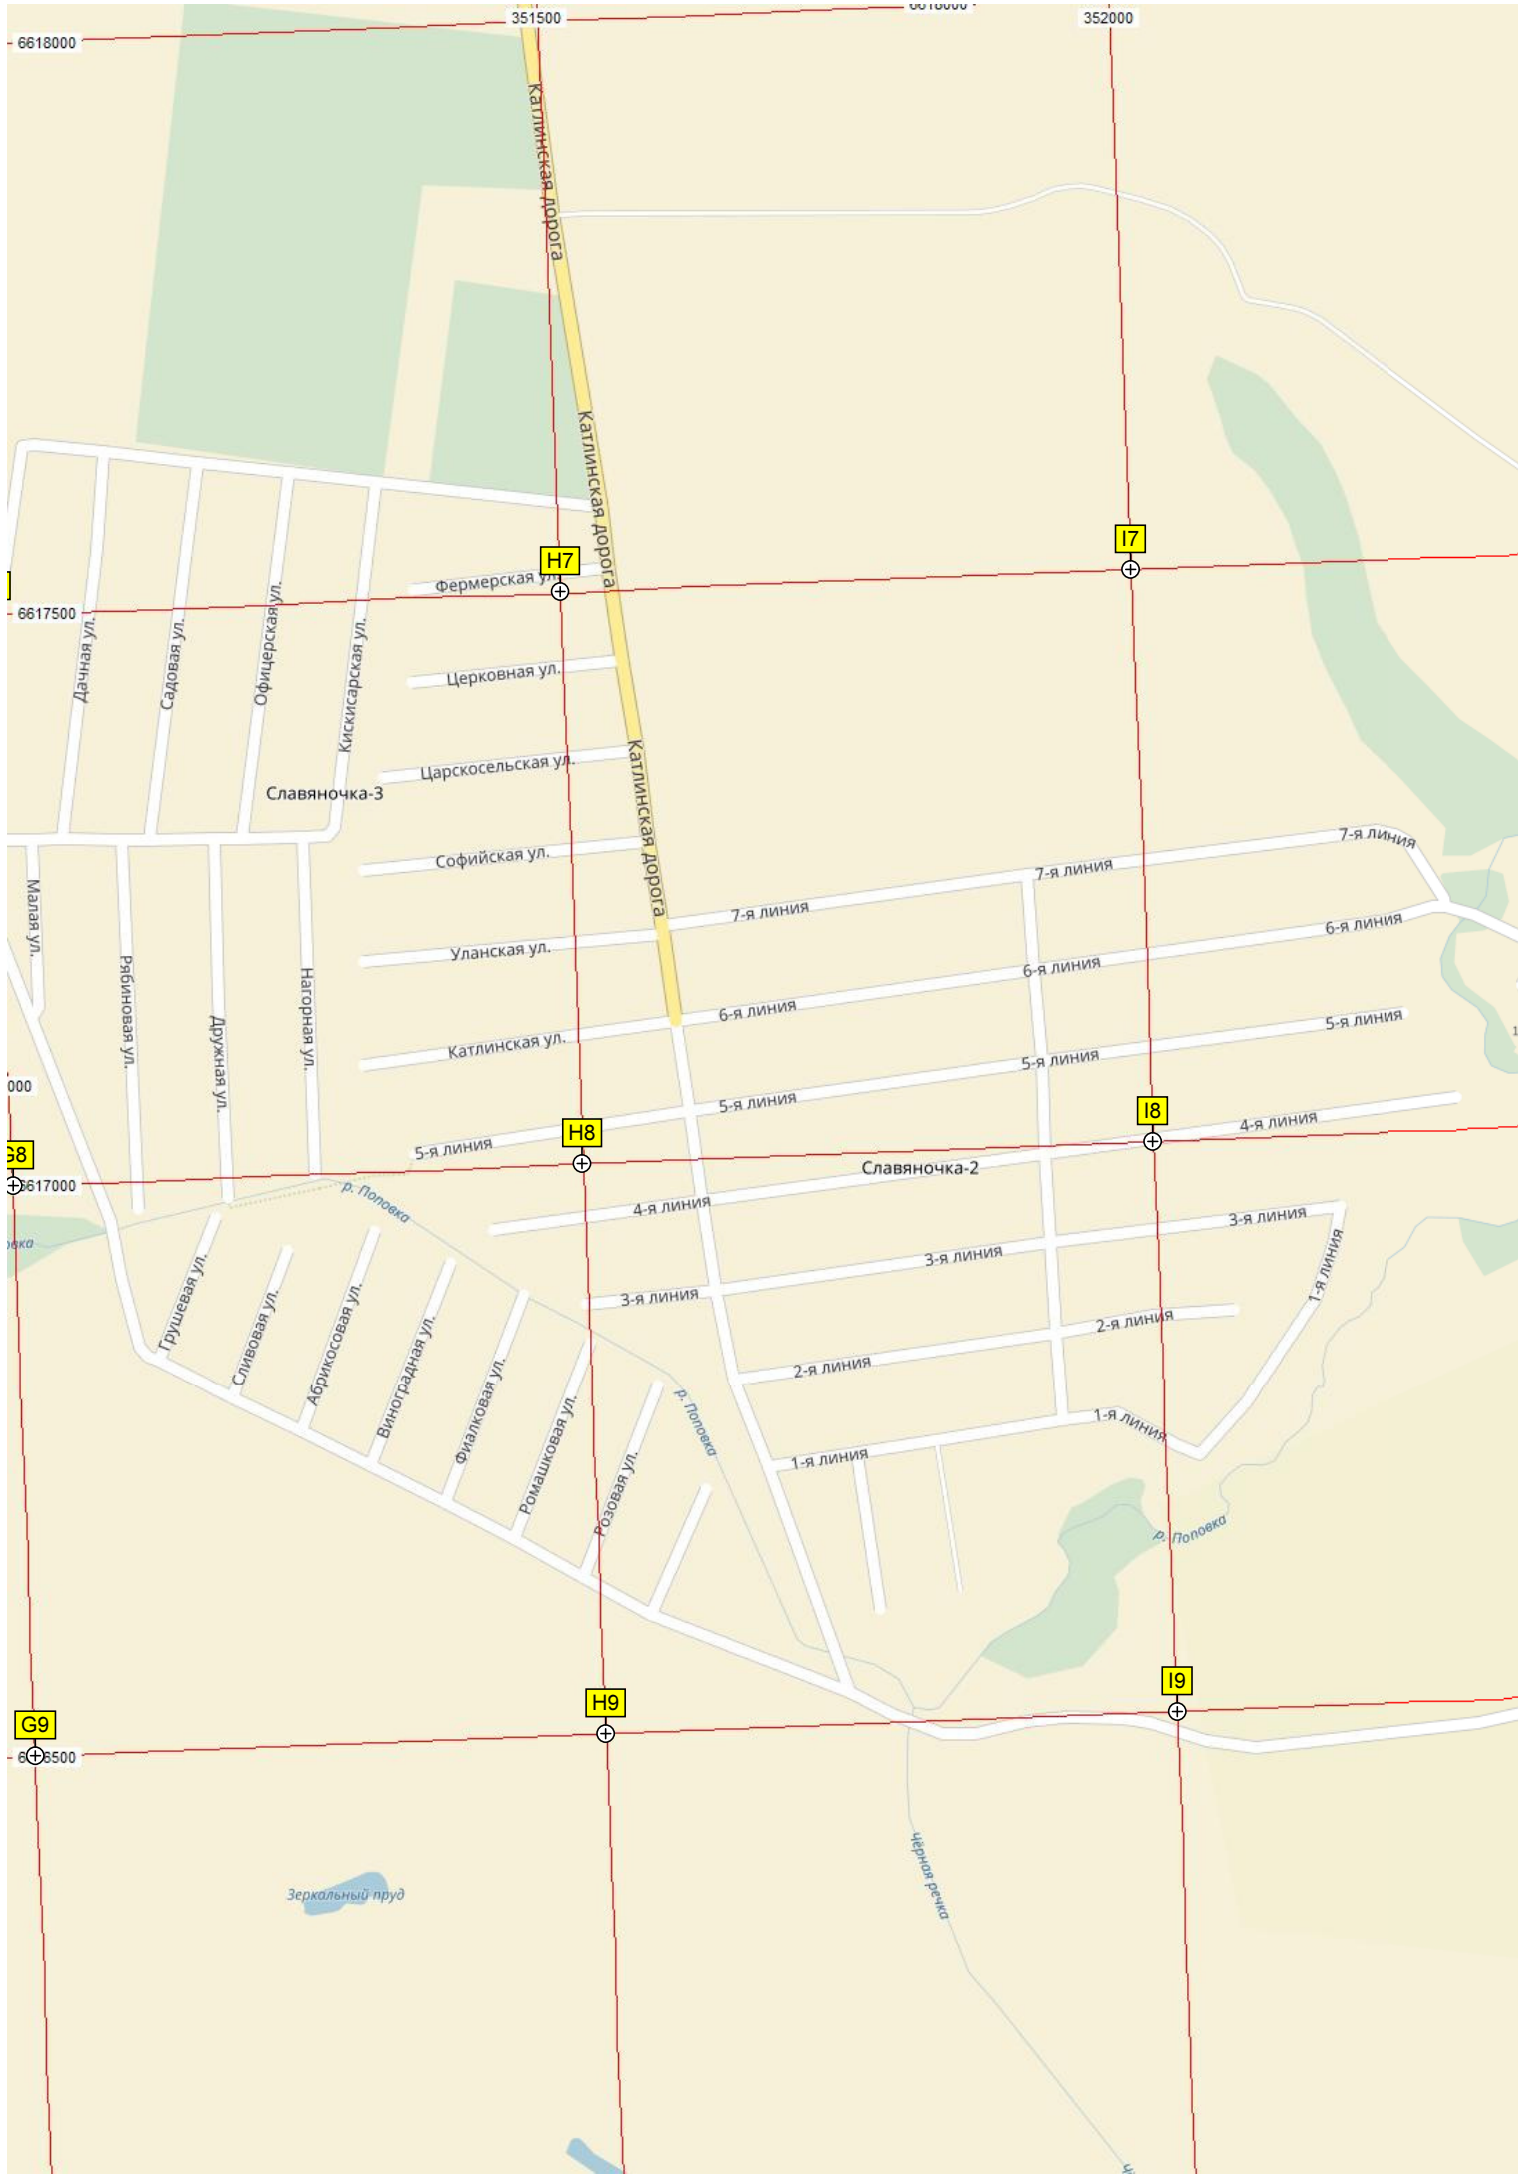 351500
352000
6618000
Катлинская дорога
Катлинская дорога
I7
H7
Фермерская ул.
6617500
Дачная ул.
Садовая ул.
Офицерская ул.
Кискисарская ул.
Церковная ул.
Царскосельская ул.
Славяночка-3
Катлинская дорога
7-я линия
Софийская ул.
7-я линия
Малая ул.
7-я линия
6-я линия
Уланская ул.
Рябиновая ул.
Дружная ул.
Нагорная ул.
6-я линия
6-я линия
5-я линия
Катлинская ул.
5-я линия
5-я линия
I8
4-я линия
H8
5-я линия
Славяночка-2
р. Поповка
4-я линия
3-я линия
3-я линия
1-я линия
Грушевая ул.
Сливовая ул.
Абрикосовая ул.
Виноградная ул.
Фиалковая ул.
Ромашковая ул.
Розовая ул.
3-я линия
2-я линия
2-я линия
р. Поповка
1-я линия
1-я линия
р. Поповка
I9
H9
G9
Чёрная речка
Зеркальный пруд